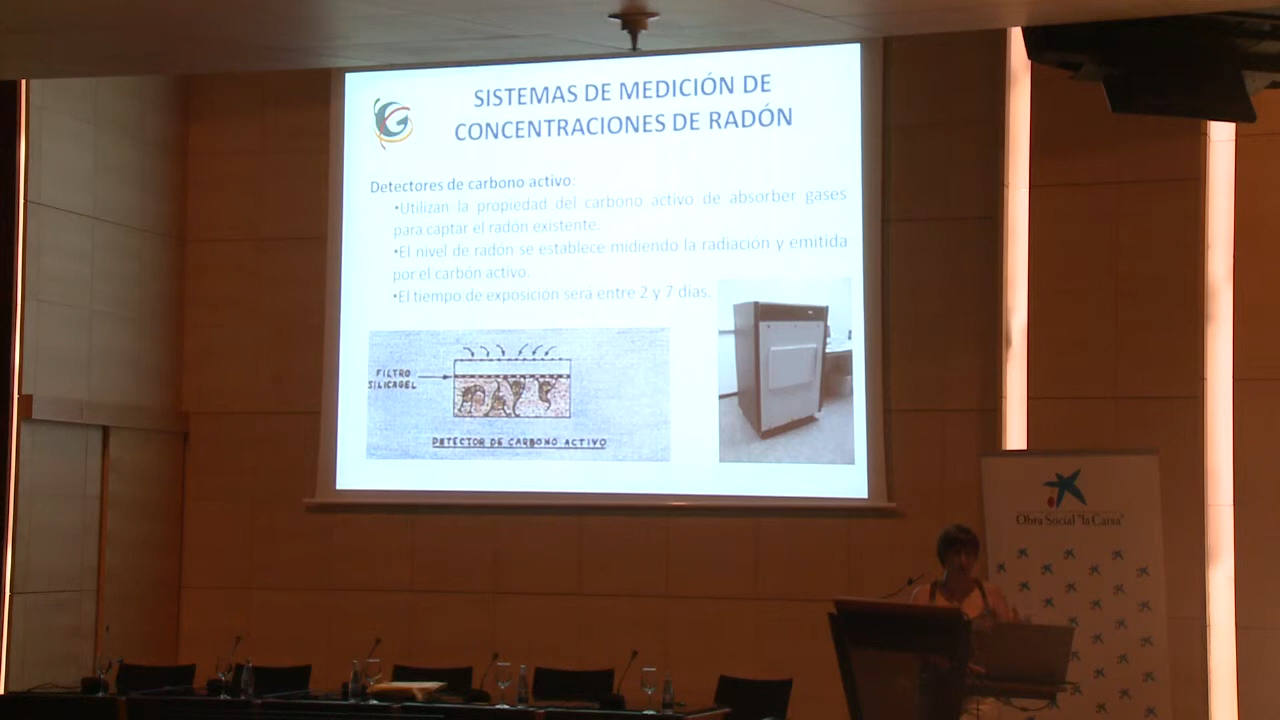 SISTEMAS DE MEDICIÓN DE
CONCENTRACIONES DE RADÓN
Detectores de carbono activo:
•Utilizan la propiedad del carbono activo de absorber gases
para captar el radón existente.
•El nivel de radón se establece midiendo la radiación y emitida
por el carbón activo.
•El tiempo de exposición será entre 2 y 7 días.
FILTRO
SILICAGEL
DETECTOR DE CARBONO ACTIVO
Obra Social "la Caixa"